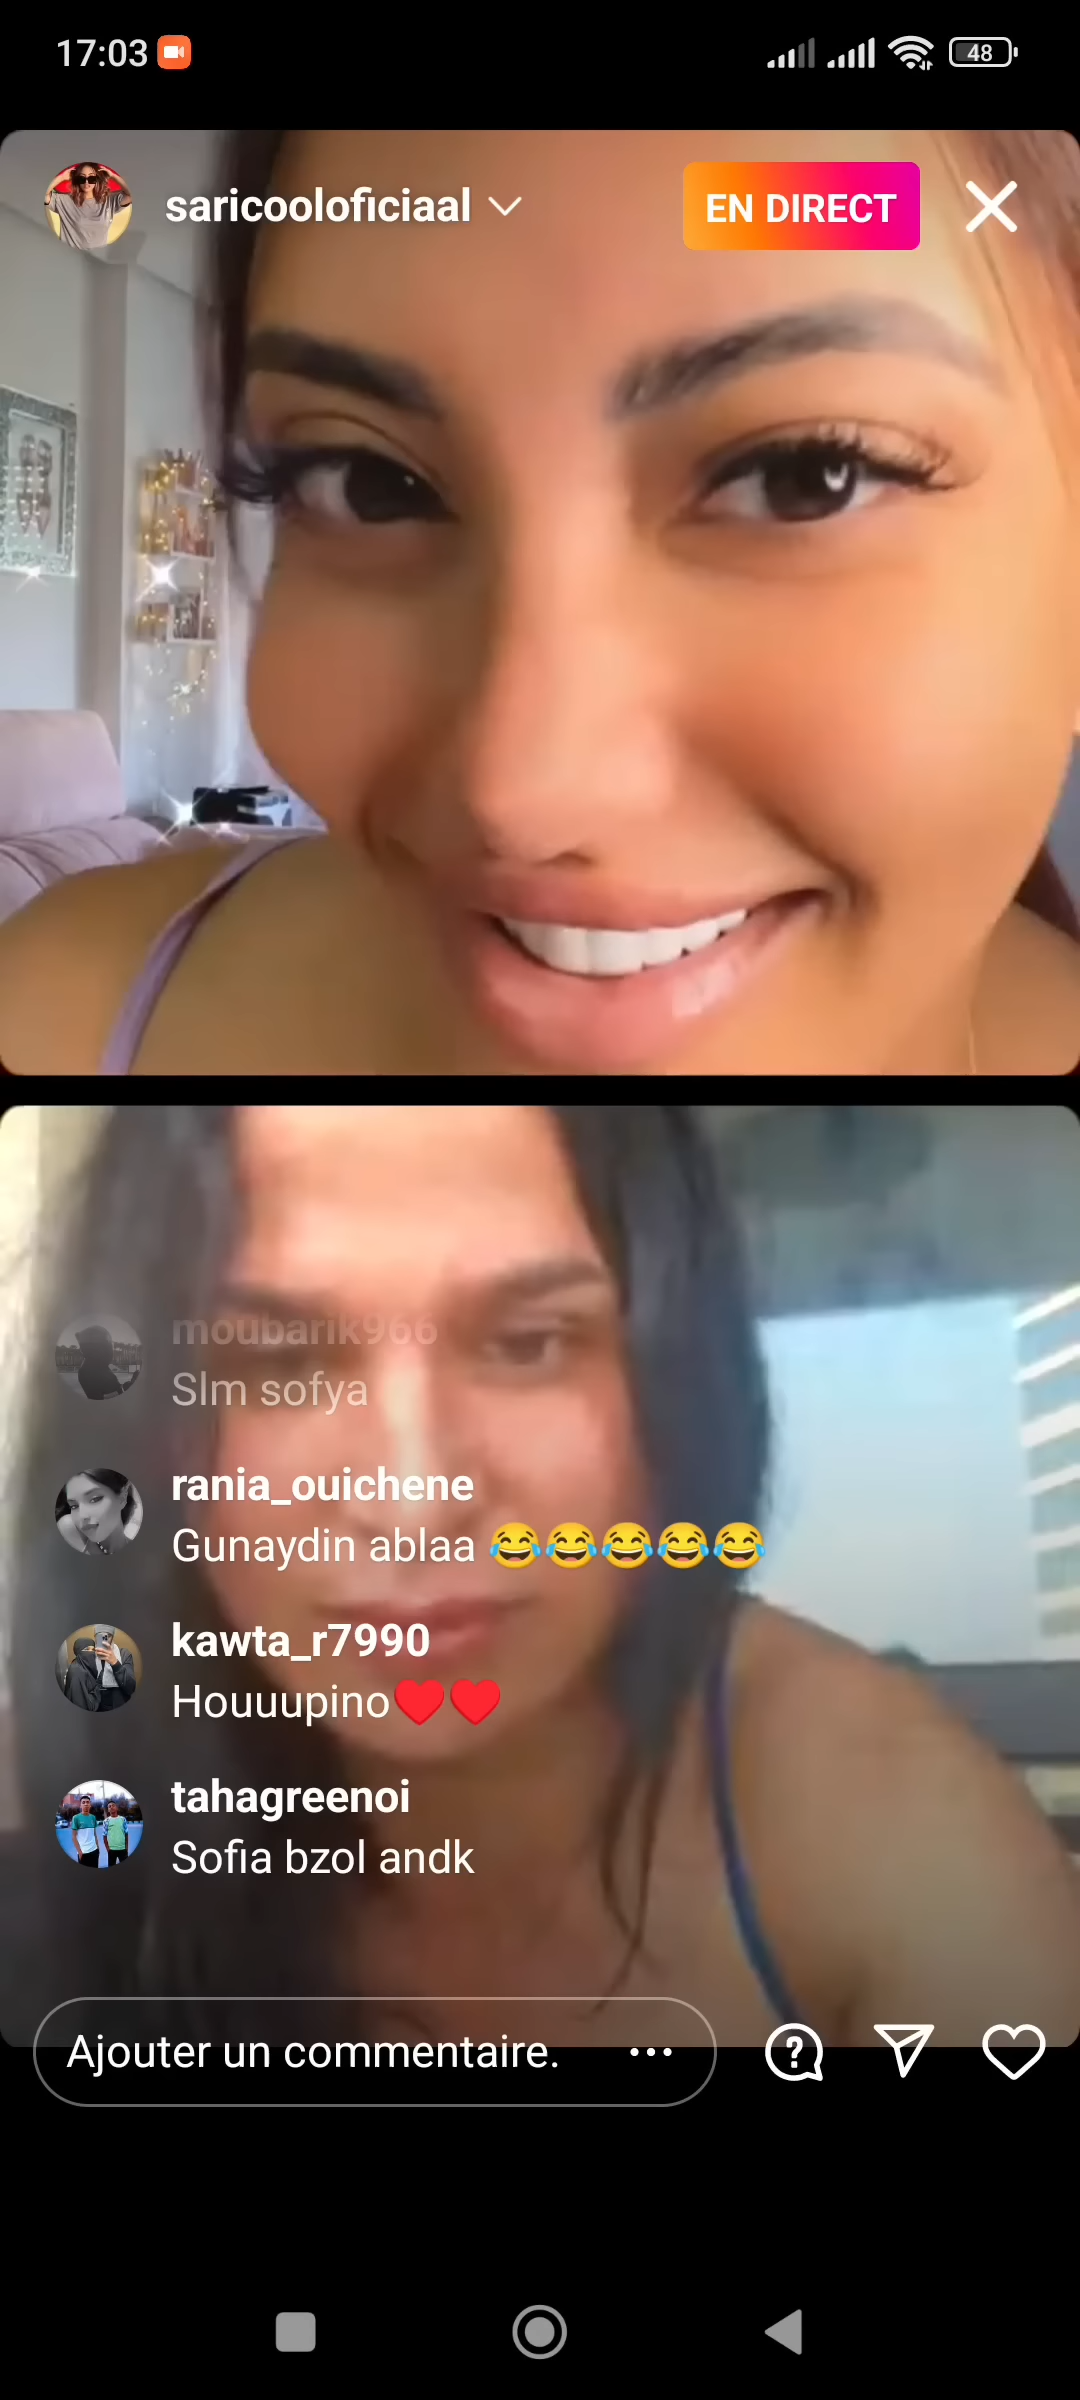 17:03
48
saricooloficiaal
EN DIRECT
moubarik966
Slm sofya
rania_ouichene
Gunaydin ablaa 😂😂😂😂😂
kawta_r7990
Houuupino❤️❤️
tahagreenoi
Sofia bzol andk
Ajouter un commentaire.